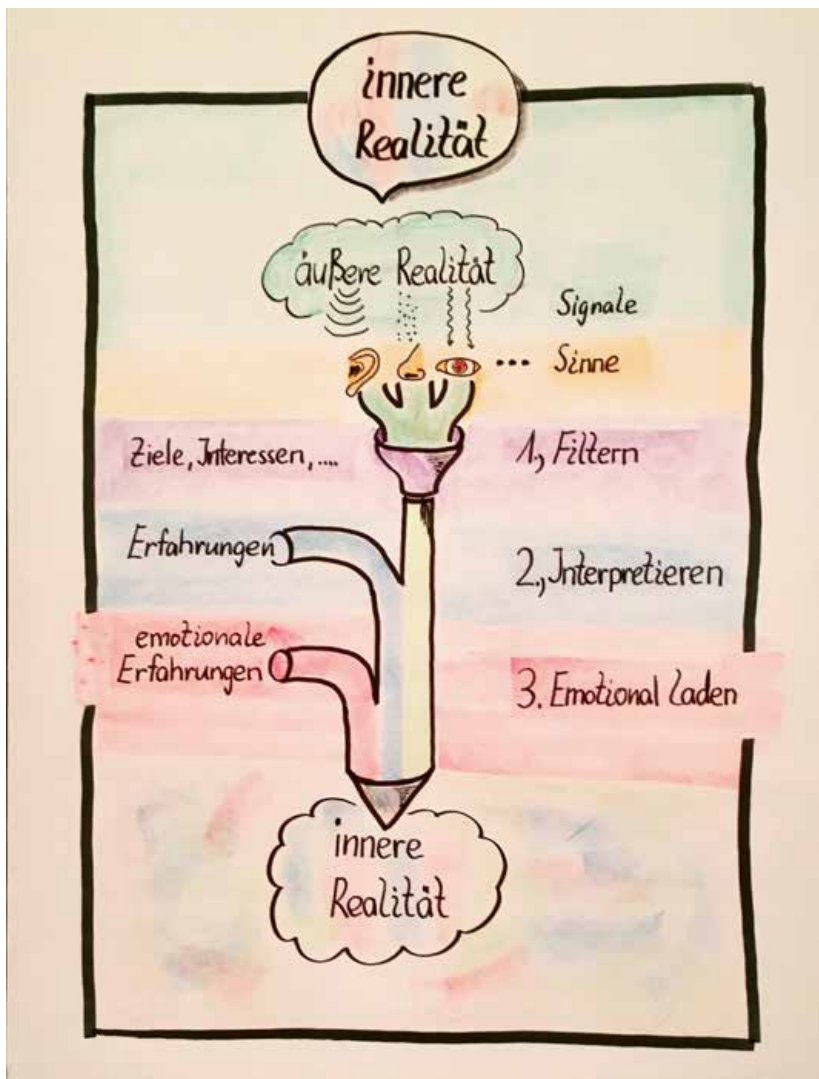 innere
Realität
äußere Realität
Signale
... Sinne
Ziele, Interessen, ....
1., Filtern
Erfahrungen
2., Interpretieren
emotionale
Erfahrungen
3. Emotional laden
innere
Realität